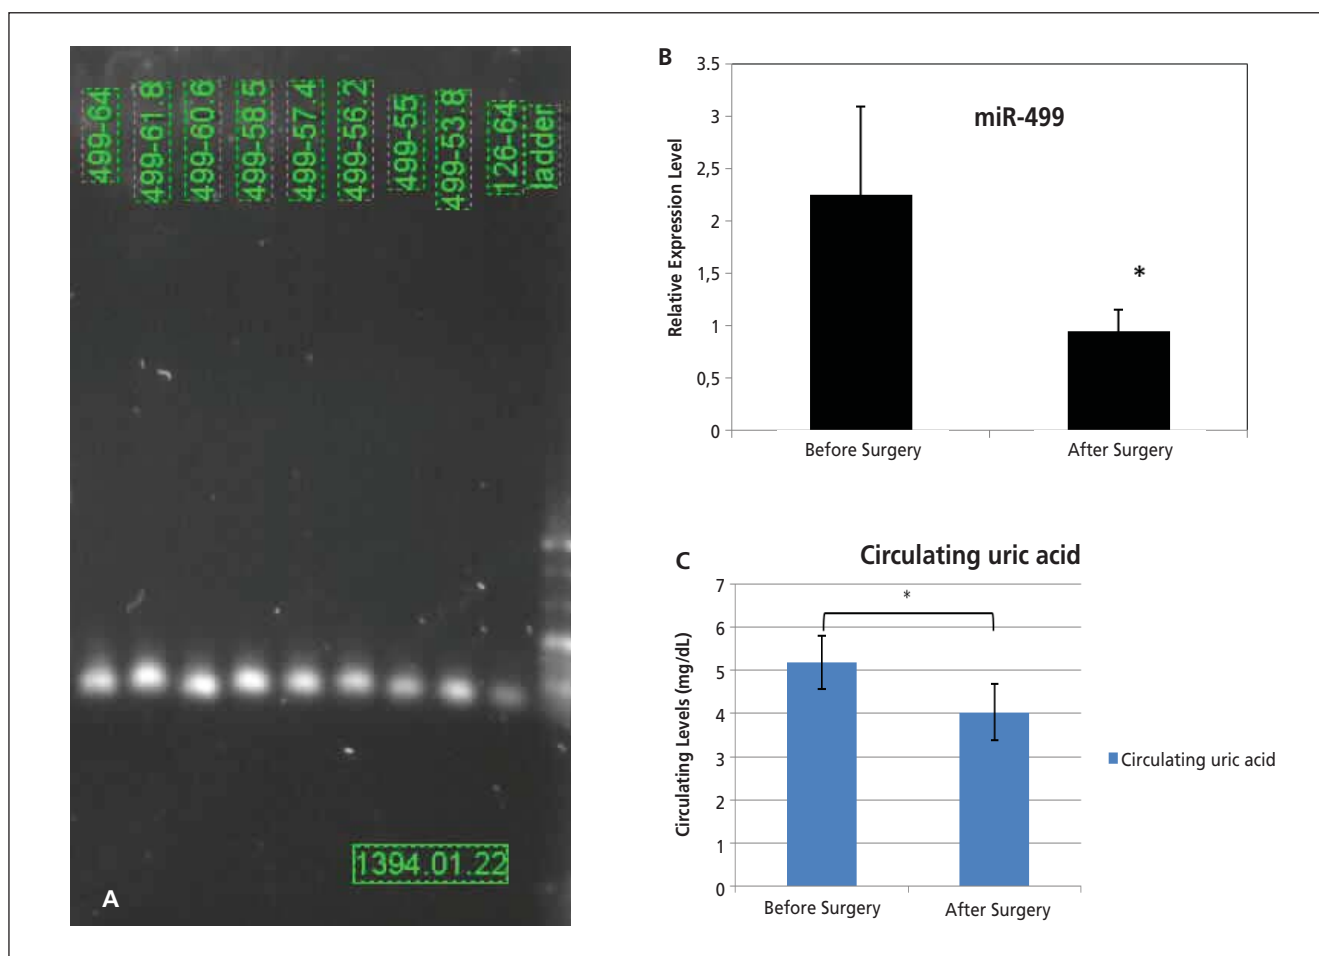 499-64
499-61.8
499-60.6
499-58.5
499-57.4
499-56.2
499-55
499-53.8
126-64
ladder
1394.01.22
A
B
miR-499
Relative Expression Level
3.5
3
2.5
2
1,5
1
0,5
0
*
Before Surgery
After Surgery
C
Circulating uric acid
Circulating Levels (mg/dL)
7
6
5
4
3
2
1
0
*
Before Surgery
After Surgery
Circulating uric acid